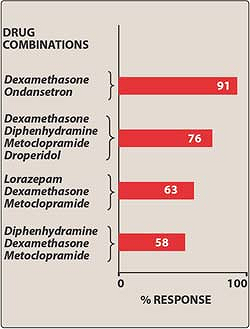 DRUG
COMBINATIONS
Dexamethasone
Ondansetron
91
Dexamethasone
Diphenhydramine
Metoclopramide
Droperidol
76
Lorazepam
Dexamethasone
Metoclopramide
63
Diphenhydramine
Dexamethasone
Metoclopramide
58
0 100
% RESPONSE